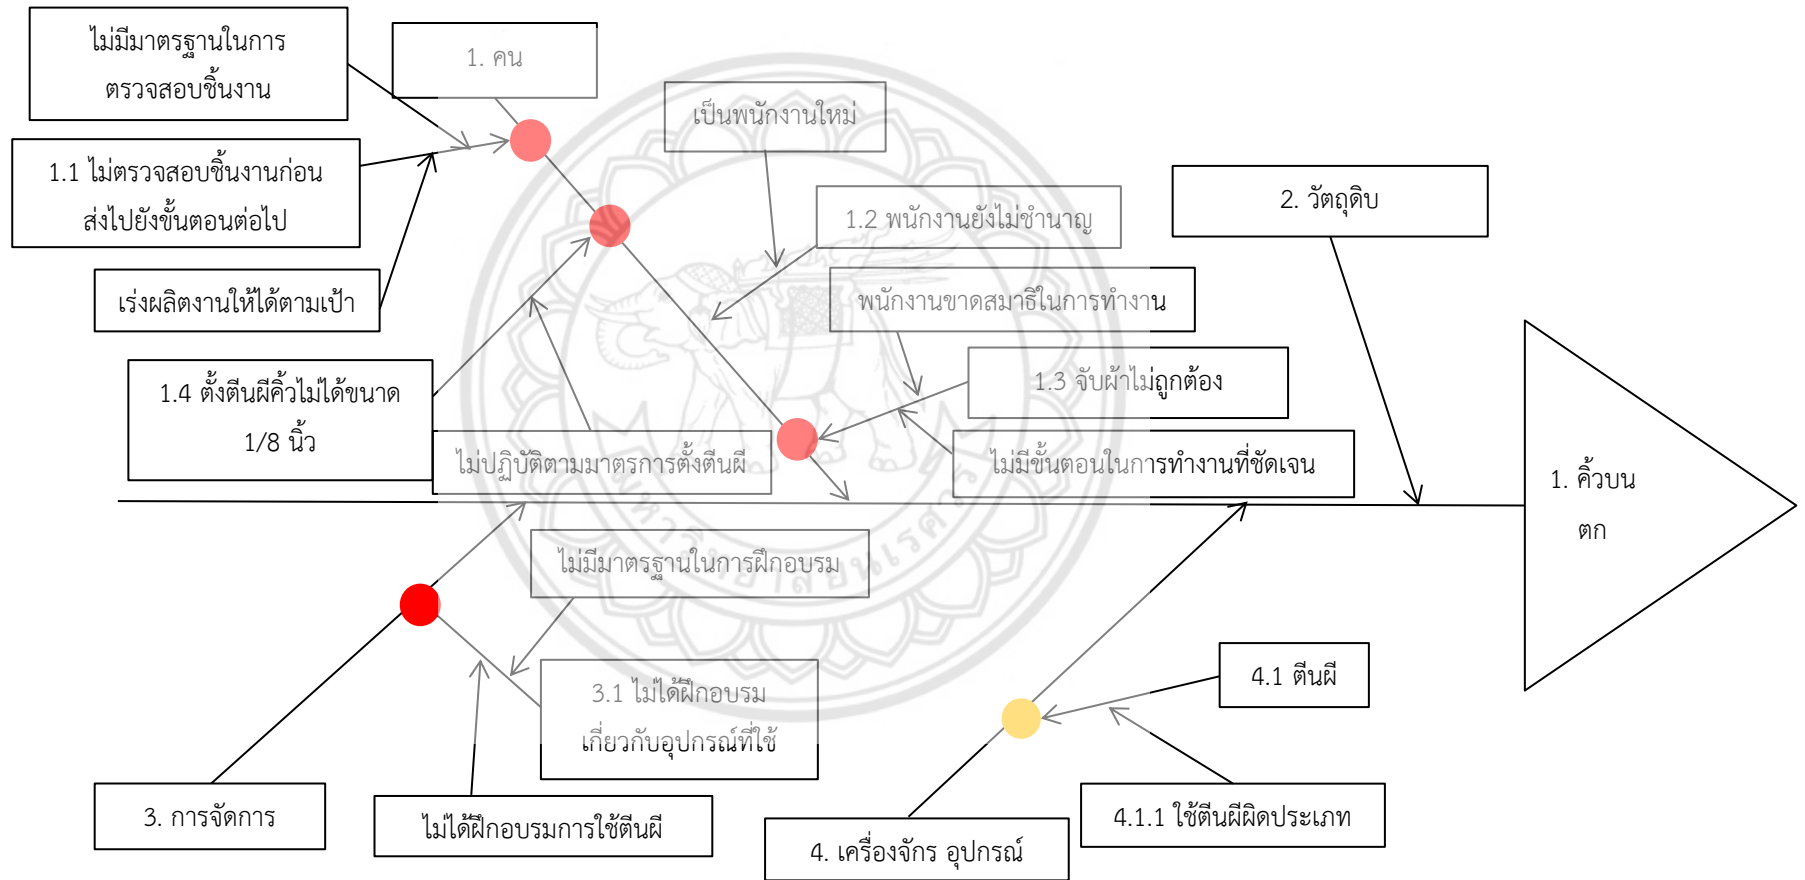 ไม่มีมาตรฐานในการ
ตรวจสอบชิ้นงาน
1. คน
เป็นพนักงานใหม่
1.1 ไม่ตรวจสอบชิ้นงานก่อน
ส่งไปยังขั้นตอนต่อไป
1.2 พนักงานยังไม่ชำนาญ
2. วัตถุดิบ
เร่งผลิตงานให้ได้ตามเป้า
พนักงานขาดสมาธิในการทำงาน
1.4 ตั้งตีนผีคิ้วไม่ได้ขนาด
1/8 นิ้ว
1.3 จับผ้าไม่ถูกต้อง
ไม่ปฏิบัติตามมาตรการตั้งตีนผี
ไม่มีขั้นตอนในการทำงานที่ชัดเจน
1. คิ้วบน
ตก
มหาวิทยาลัยนเรศวร
ไม่มีมาตรฐานในการฝึกอบรม
3.1 ไม่ได้ฝึกอบรม
เกี่ยวกับอุปกรณ์ที่ใช้
4.1 ตีนผี
3. การจัดการ
ไม่ได้ฝึกอบรมการใช้ตีนผี
4.1.1 ใช้ตีนผีผิดประเภท
4. เครื่องจักร อุปกรณ์